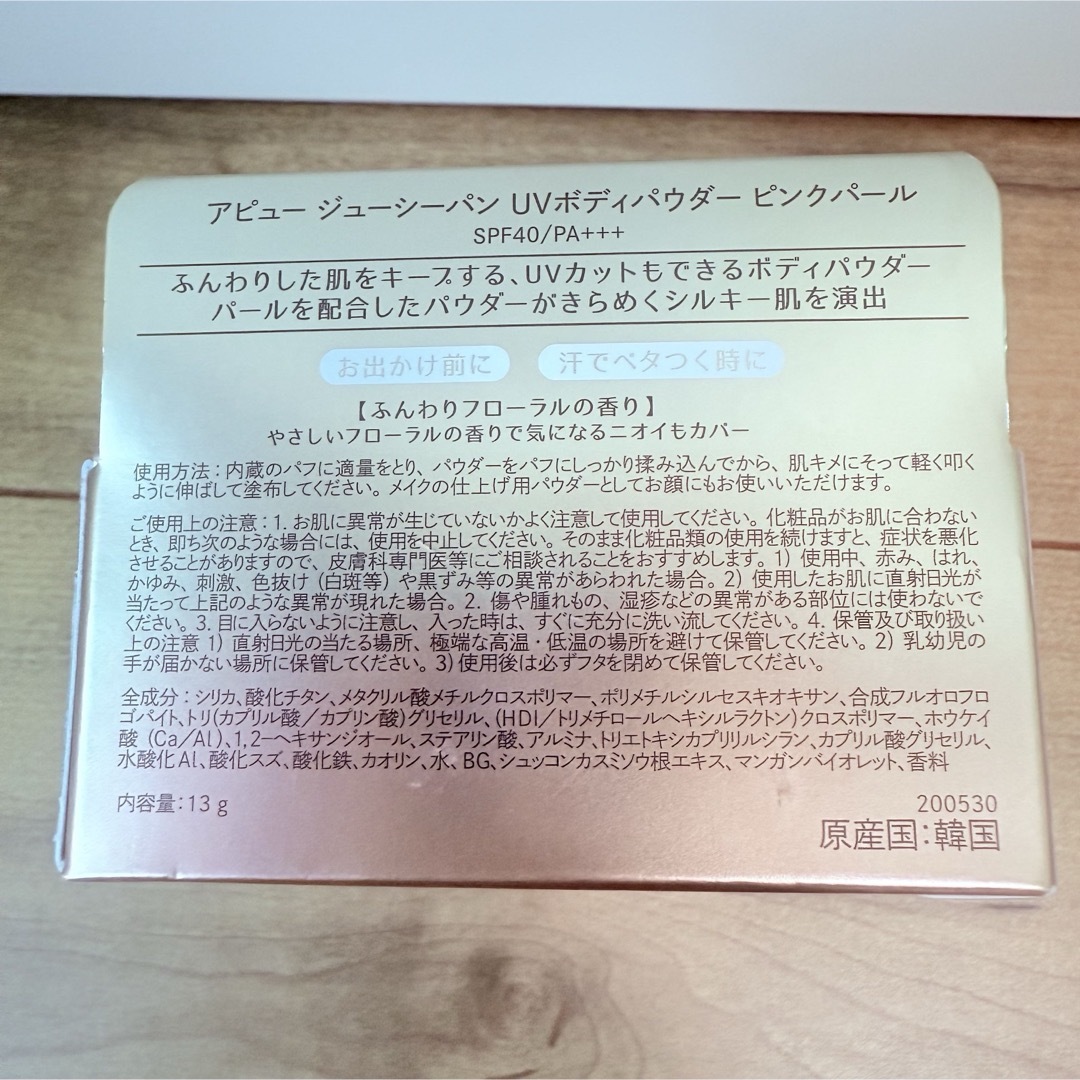 アピュー ジューシーパン UVボディパウダー ピンクパール
SPF40/PA+++
ふんわりした肌をキープする、UVカットもできるボディパウダー
パールを配合したパウダーがきらめくシルキー肌を演出
お出かけ前に 汗でベタつく時に
【ふんわりフローラルの香り】
やさしいフローラルの香りで気になるニオイもカバー
使用方法：内蔵のパフに適量をとり、パウダーをパフにしっかり揉み込んでから、肌キメにそって軽く叩く
ように伸ばして塗布してください。メイクの仕上げ用パウダーとしてお顔にもお使いいただけます。
ご使用上の注意：1. お肌に異常が生じていないかよく注意して使用してください。化粧品がお肌に合わない
とき、即ち次のような場合には、使用を中止してください。そのまま化粧品類の使用を続けますと、症状を悪化
させることがありますので、皮膚科専門医等にご相談されることをおすすめします。1) 使用中、赤み、はれ、
かゆみ、刺激、色抜け（白斑等）や黒ずみ等の異常があらわれた場合。2) 使用したお肌に直射日光が
当たって上記のような異常が現れた場合。2. 傷や腫れもの、湿疹などの異常がある部位には使わないで
ください。3. 目に入らないように注意し、入った時は、すぐに充分に洗い流してください。4. 保管及び取り扱い
上の注意 1) 直射日光の当たる場所、極端な高温・低温の場所を避けて保管してください。2) 乳幼児の
手が届かない場所に保管してください。3) 使用後は必ずフタを閉めて保管してください。
全成分：シリカ、酸化チタン、メタクリル酸メチルクロスポリマー、ポリメチルシルセスキオキサン、合成フルオロフロ
ゴパイト、トリ(カプリル酸／カプリン酸)グリセリル、(HDI／トリメチロールヘキシルラクトン)クロスポリマー、ホウケイ
酸 (Ca/Al)、1,2-ヘキサンジオール、ステアリン酸、アルミナ、トリエトキシカプリリルシラン、カプリル酸グリセリル、
水酸化Al、酸化スズ、酸化鉄、カオリン、水、BG、シュッコンカスミソウ根エキス、マンガンバイオレット、香料
内容量：13 g
200530
原産国：韓国